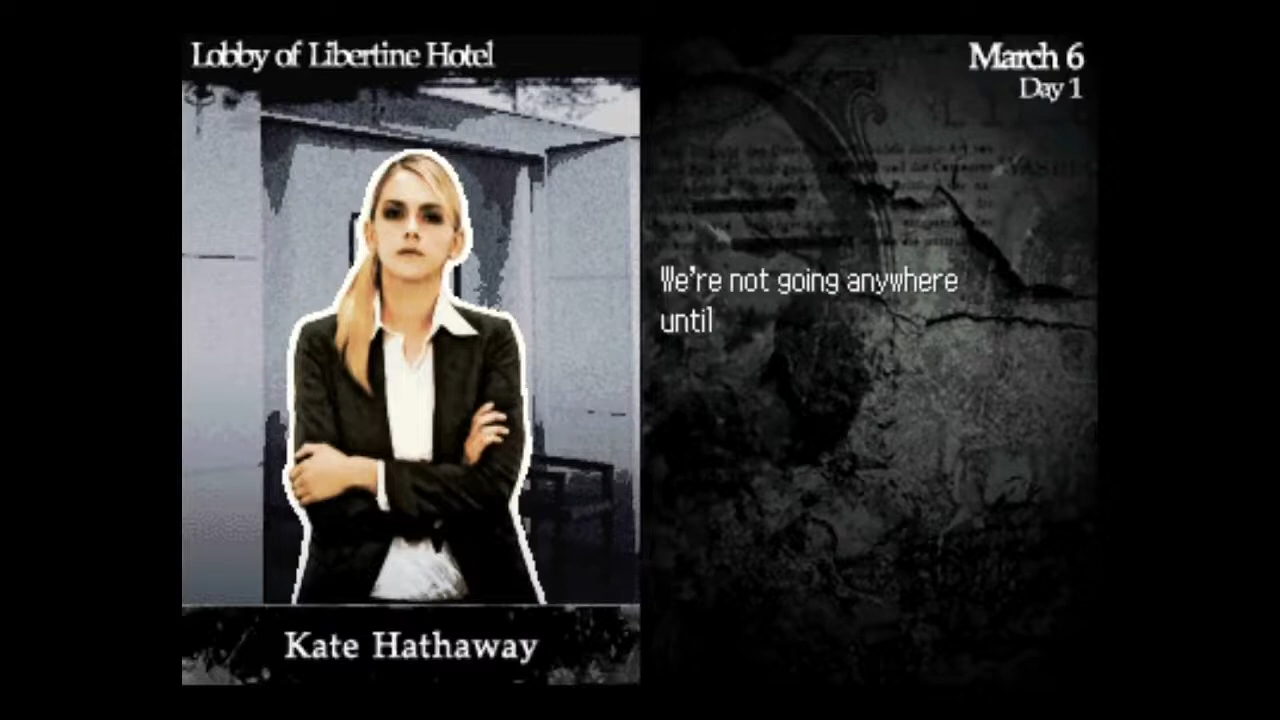 Lobby of Libertine Hotel
March 6
Day 1
We're not going anywhere
until
Kate Hathaway